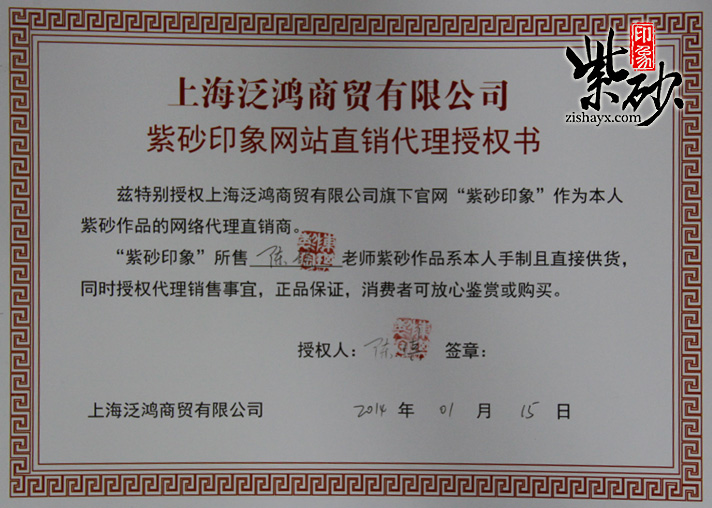 紫砂
印象
zishayx.com
上海泛鸿商贸有限公司
紫砂印象网站直销代理授权书
兹特别授权上海泛鸿商贸有限公司旗下官网“紫砂印象”作为本人
紫砂作品的网络代理直销商。
“紫砂印象”所售 陈 老师紫砂作品系本人手制且直接供货，
同时授权代理销售事宜，正品保证，消费者可放心鉴赏或购买。
授权人：陈 签章：
上海泛鸿商贸有限公司 2014 年 01 月 15 日